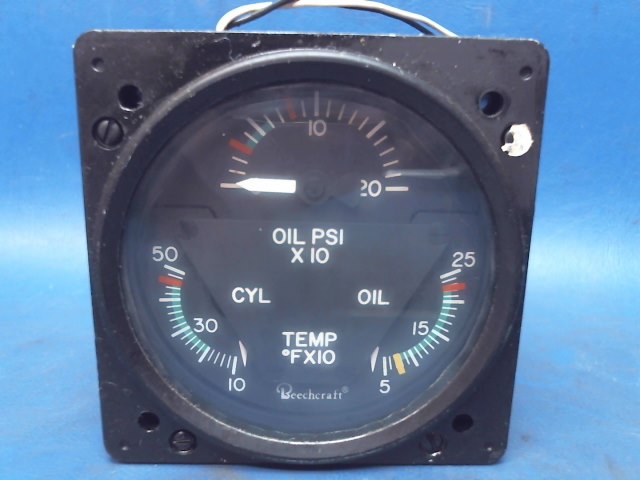 10
20
OIL PSI
X 10
50
25
CYL
OIL
30
15
TEMP
°FX10
10
5
Beechcraft®